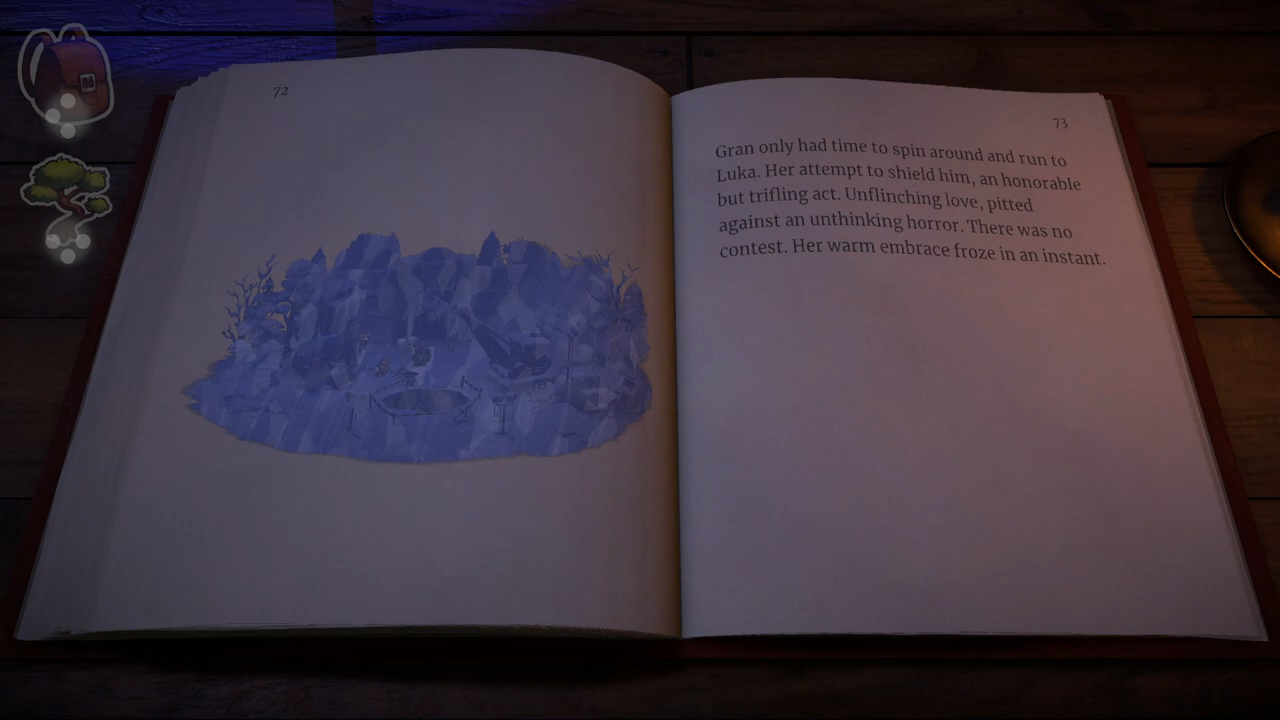 72
73
Gran only had time to spin around and run to
Luka. Her attempt to shield him, an honorable
but trifling act. Unflinching love, pitted
against an unthinking horror. There was no
contest. Her warm embrace froze in an instant.